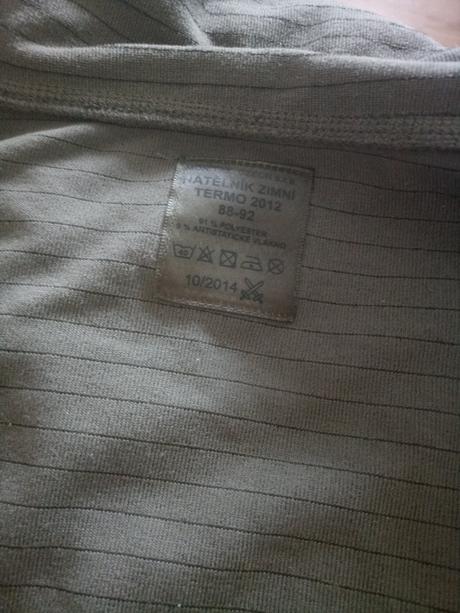 NÁTĚLNÍK ZIMNÍ
TERMO 2012
88-92
% POLYESTER
% ANTISTATICKÉ VLÁKNO
10/2014